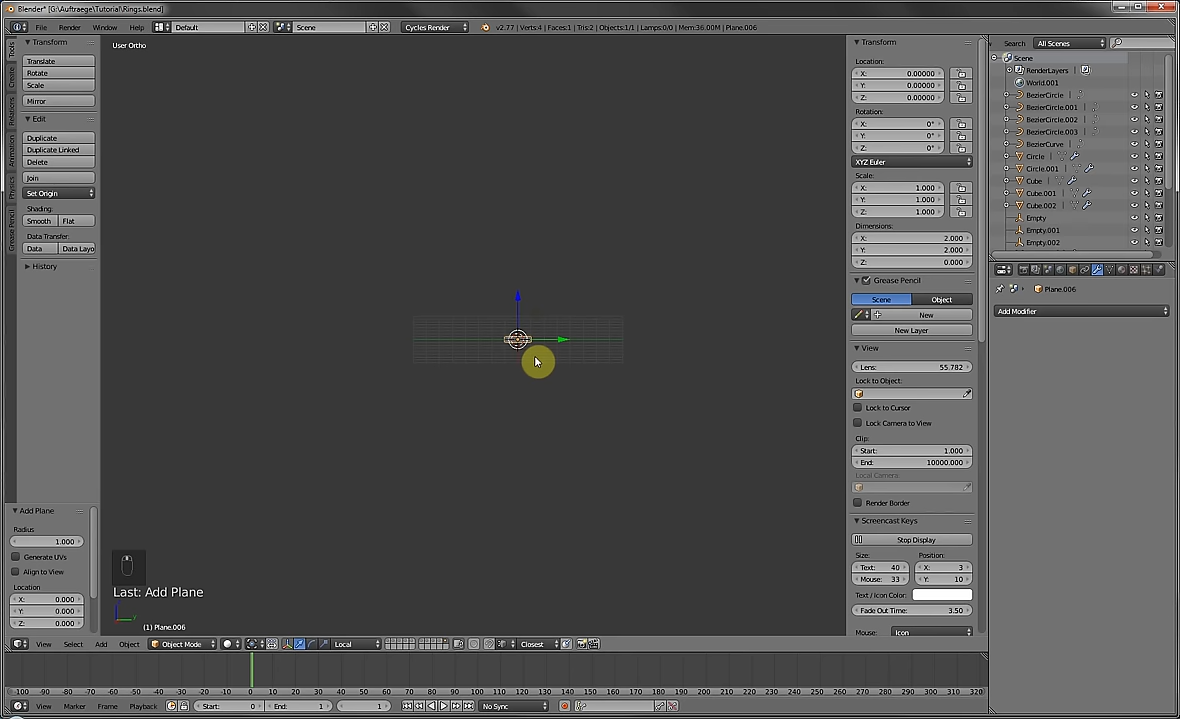 Blender* [G:\Auftraege\Tutorial\Rings.blend]
File Render Window Help Default Scene Cycles Render v2.77 | Verts:4 | Faces:1 | Tris:2 | Objects:1/1 | Lamps:0/0 | Mem:36.00M | Plane.006
Tools
Create
Relations
Animation
Physics
Grease Pencil
Transform
Translate
Rotate
Scale
Mirror
Edit
Duplicate
Duplicate Linked
Delete
Join
Set Origin
Shading:
Smooth Flat
Data Transfer:
Data Data Layo
History
Add Plane
Radius
1.000
Generate UVs
Align to View
Location
X: 0.000
Y: 0.000
Z: 0.000
User Ortho
Last: Add Plane
(1) Plane.006
Transform
Location:
X: 0.00000
Y: 0.00000
Z: 0.00000
Rotation:
X: 0°
Y: 0°
Z: 0°
XYZ Euler
Scale:
X: 1.000
Y: 1.000
Z: 1.000
Dimensions:
X: 2.000
Y: 2.000
Z: 0.000
Grease Pencil
Scene Object
New
New Layer
View
Lens: 55.782
Lock to Object:
Lock to Cursor
Lock Camera to View
Clip:
Start: 1.000
End: 10000.000
Local Camera:
Render Border
Screencast Keys
Stop Display
Size: Position:
Text: 40 X: 3
Mouse: 33 Y: 10
Text / Icon Color:
Fade Out Time: 3.50
Mouse: Icon
Search All Scenes
Scene
RenderLayers
World.001
BezierCircle
BezierCircle.001
BezierCircle.002
BezierCircle.003
BezierCurve
Circle
Circle.001
Cube
Cube.001
Cube.002
Empty
Empty.001
Empty.002
Plane.006
Add Modifier
View Select Add Object Object Mode Local Closest
-100 -90 -80 -70 -60 -50 -40 -30 -20 -10 0 10 20 30 40 50 60 70 80 90 100 110 120 130 140 150 160 170 180 190 200 210 220 230 240 250 260 270 280 290 300 310 320
View Marker Frame Playback Start: 0 End: 1 1 No Sync